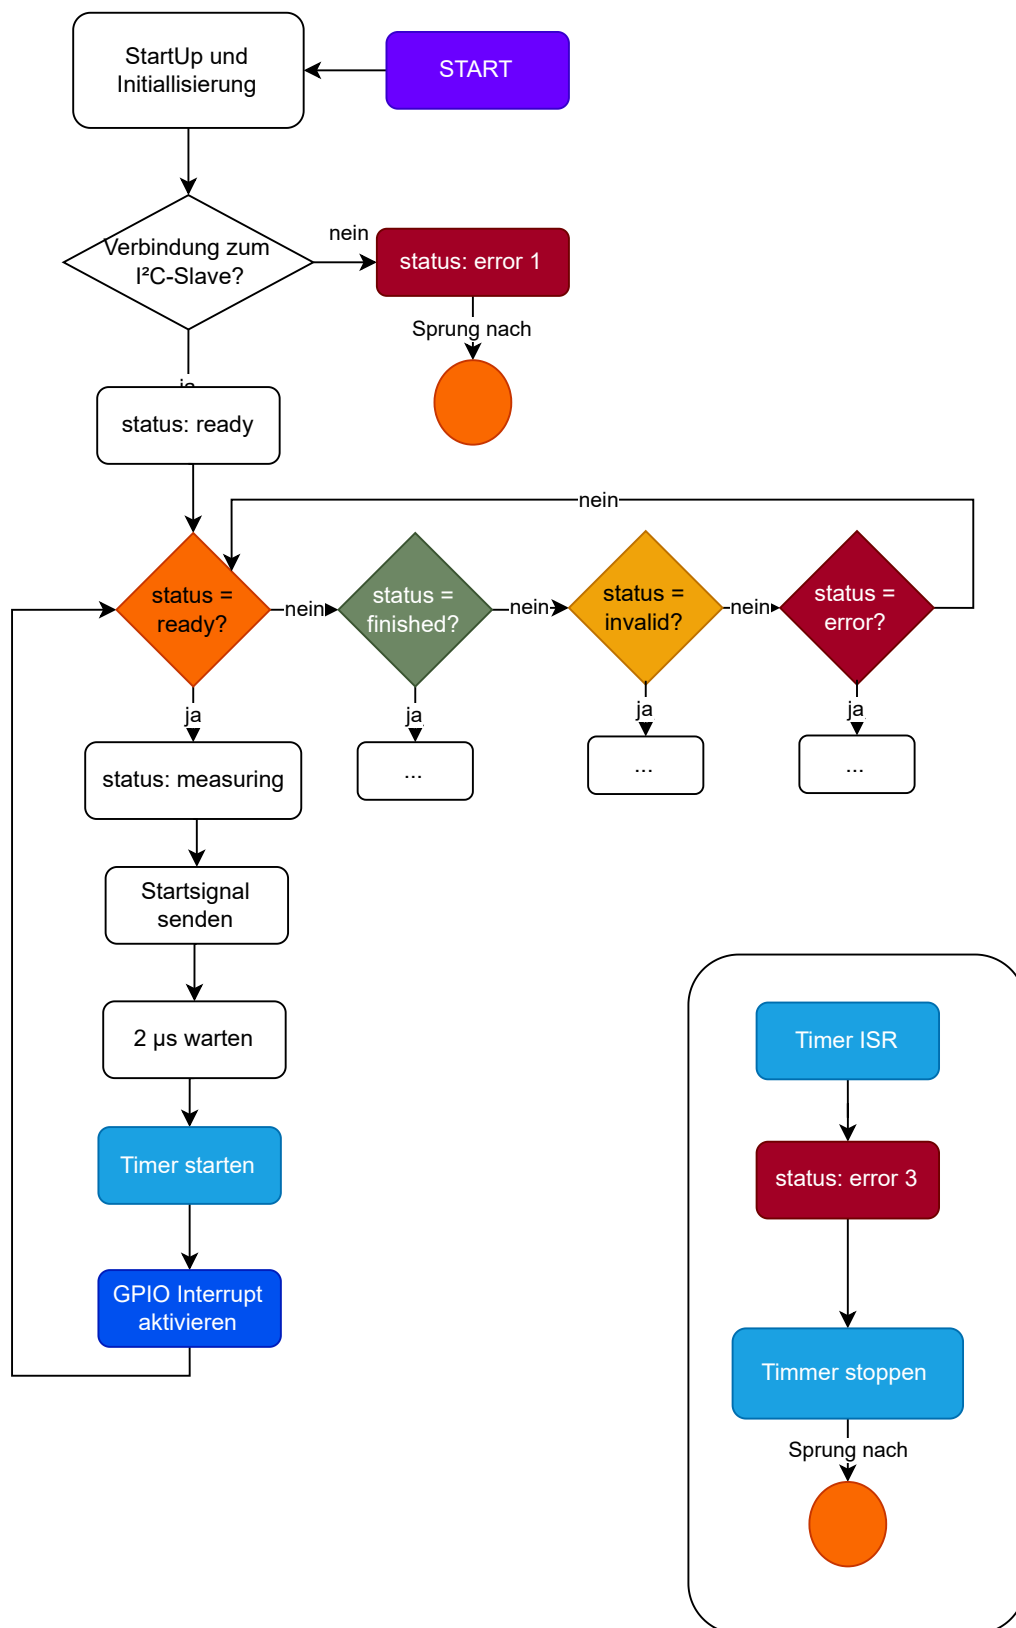 StartUp und
Initiallisierung
START
Verbindung zum
I²C-Slave?
nein
status: error 1
Sprung nach
ja
status: ready
nein
status =
ready?
nein
status =
finished?
nein
status =
invalid?
nein
status =
error?
ja
ja
ja
ja
status: measuring
...
...
...
Startsignal
senden
2 µs warten
Timer starten
GPIO Interrupt
aktivieren
Timer ISR
status: error 3
Timmer stoppen
Sprung nach